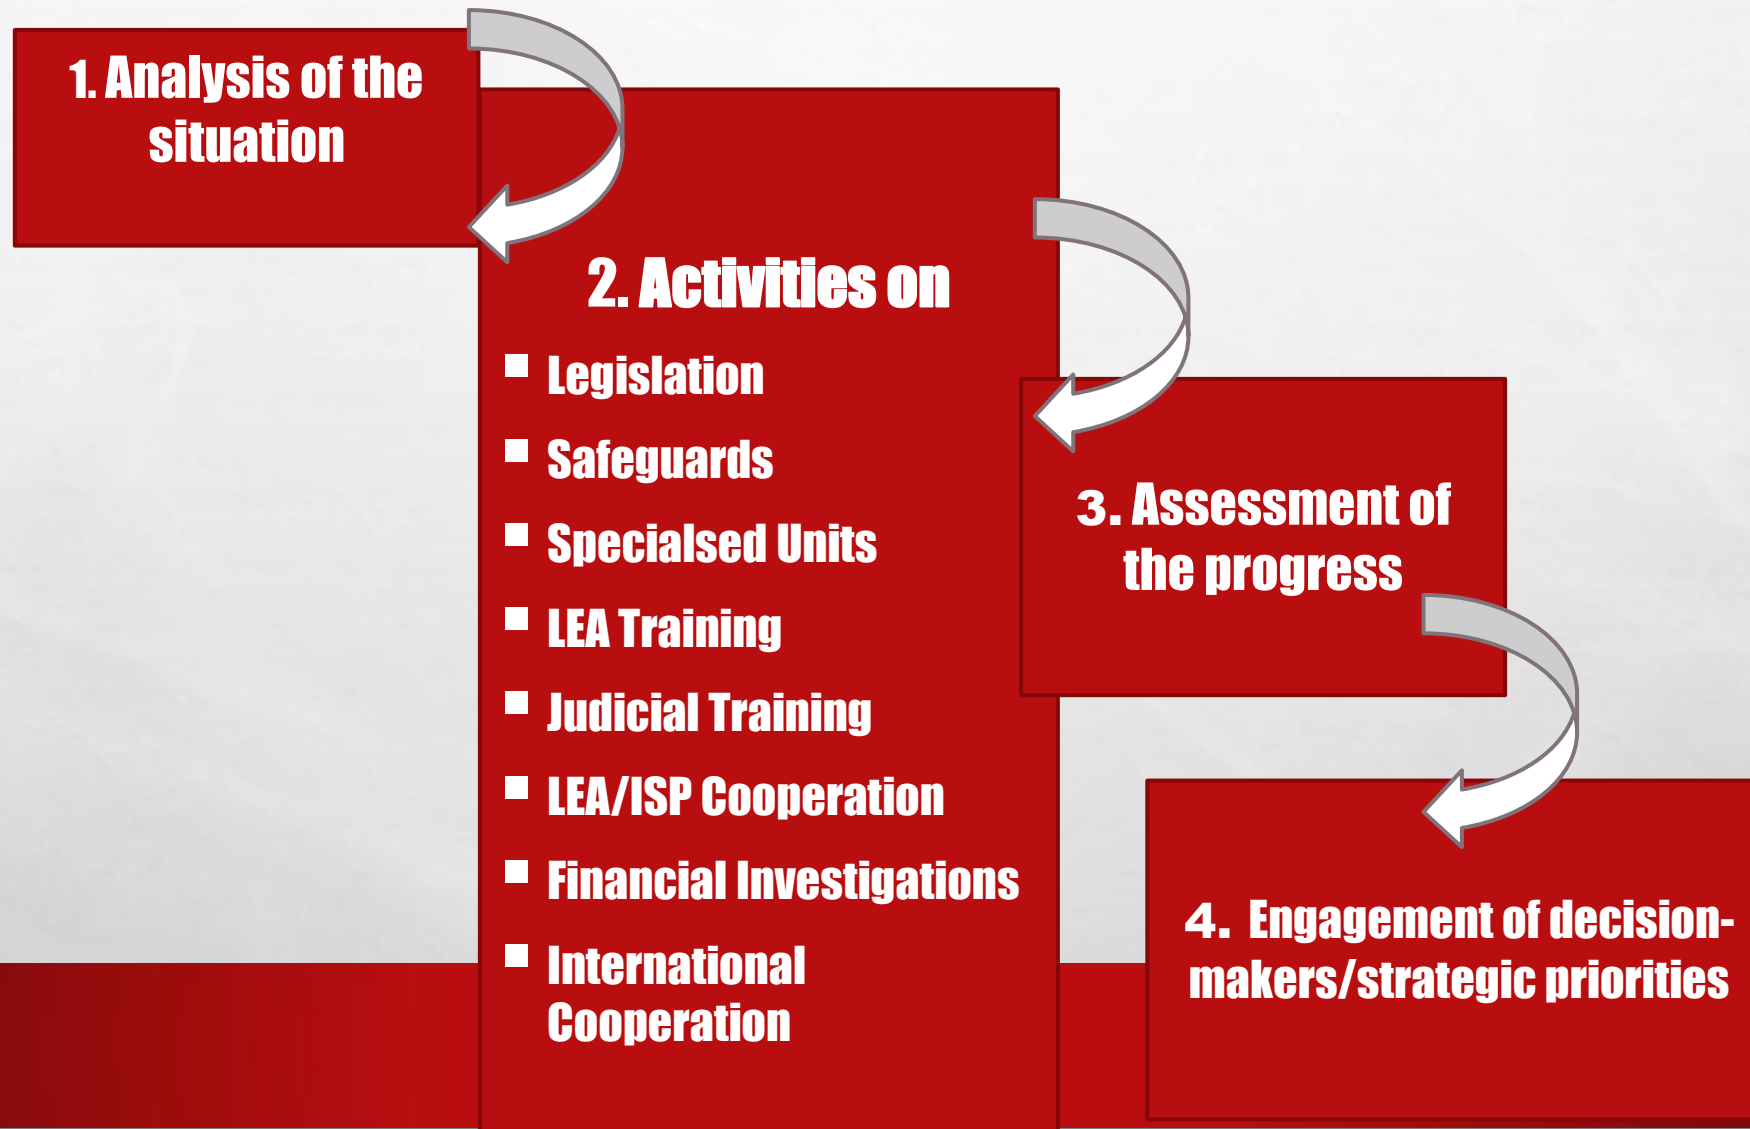 1. Analysis of the
situation
2. Activities on
Legislation
Safeguards
Specialsed Units
LEA Training
Judicial Training
LEA/ISP Cooperation
Financial Investigations
International
Cooperation
3. Assessment of
the progress
4. Engagement of decision-
makers/strategic priorities